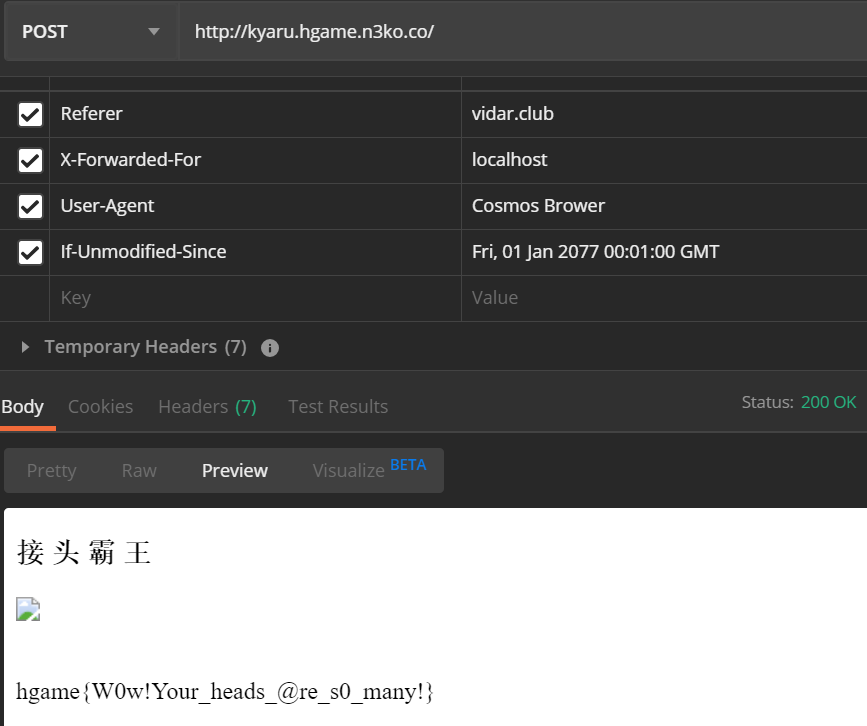 POST http://kyaru.hgame.n3ko.co/
Referer vidar.club
X-Forwarded-For localhost
User-Agent Cosmos Brower
If-Unmodified-Since Fri, 01 Jan 2077 00:01:00 GMT
Key Value
Temporary Headers (7)
Body Cookies Headers (7) Test Results Status: 200 OK
Pretty Raw Preview Visualize BETA
接 头 霸 王
hgame{W0w!Your_heads_@re_s0_many!}